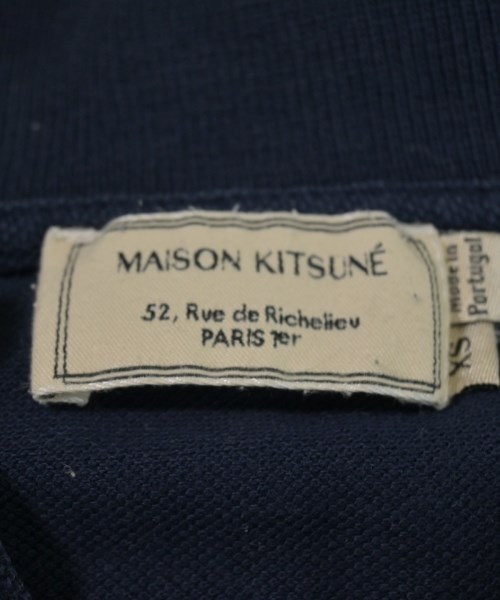 MAISON KITSUNÉ
52, Rue de Richelieu
PARIS 1er
Made in
Portugal
XS